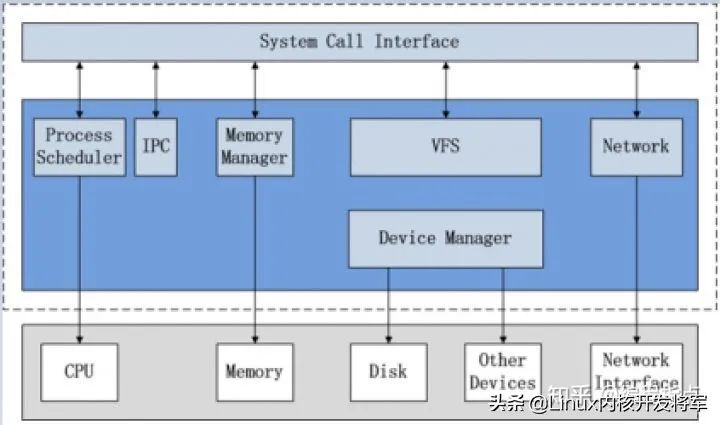 System Call Interface
Process
Scheduler
IPC
Memory
Manager
VFS
Network
Device Manager
CPU
Memory
Disk
Other
Devices
Network
Interface
知乎
头条 @Linux内核开发将军